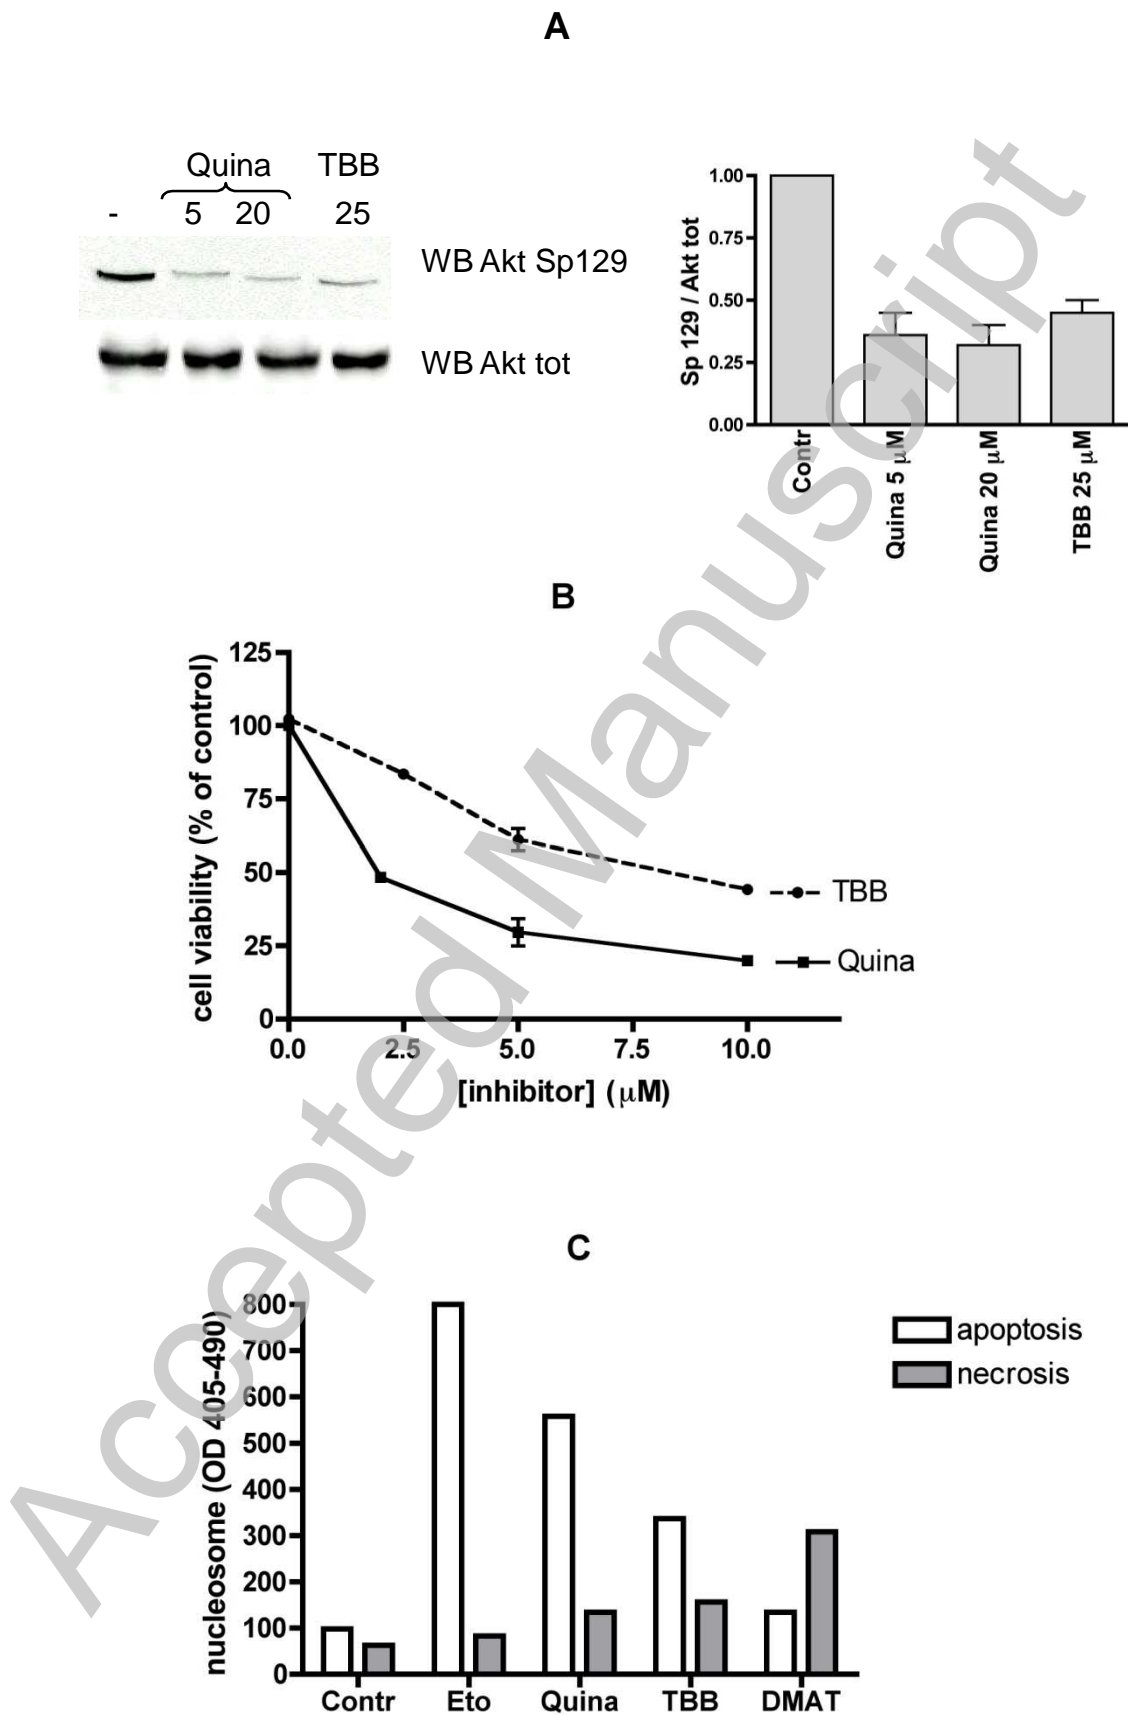 A
Quina TBB
- 5 20 25
WB Akt Sp129
WB Akt tot
Sp 129 / Akt tot
1.00
0.75
0.50
0.25
0.00
Contr
Quina 5 μM
Quina 20 μM
TBB 25 μM
B
cell viability (% of control)
125
100
75
50
25
0
0.0 2.5 5.0 7.5 10.0
[inhibitor] (μM)
TBB
Quina
C
nucleosome (OD 405-490)
800
700
600
500
400
300
200
100
0
Contr Eto Quina TBB DMAT
apoptosis
necrosis
Accepted Manuscript